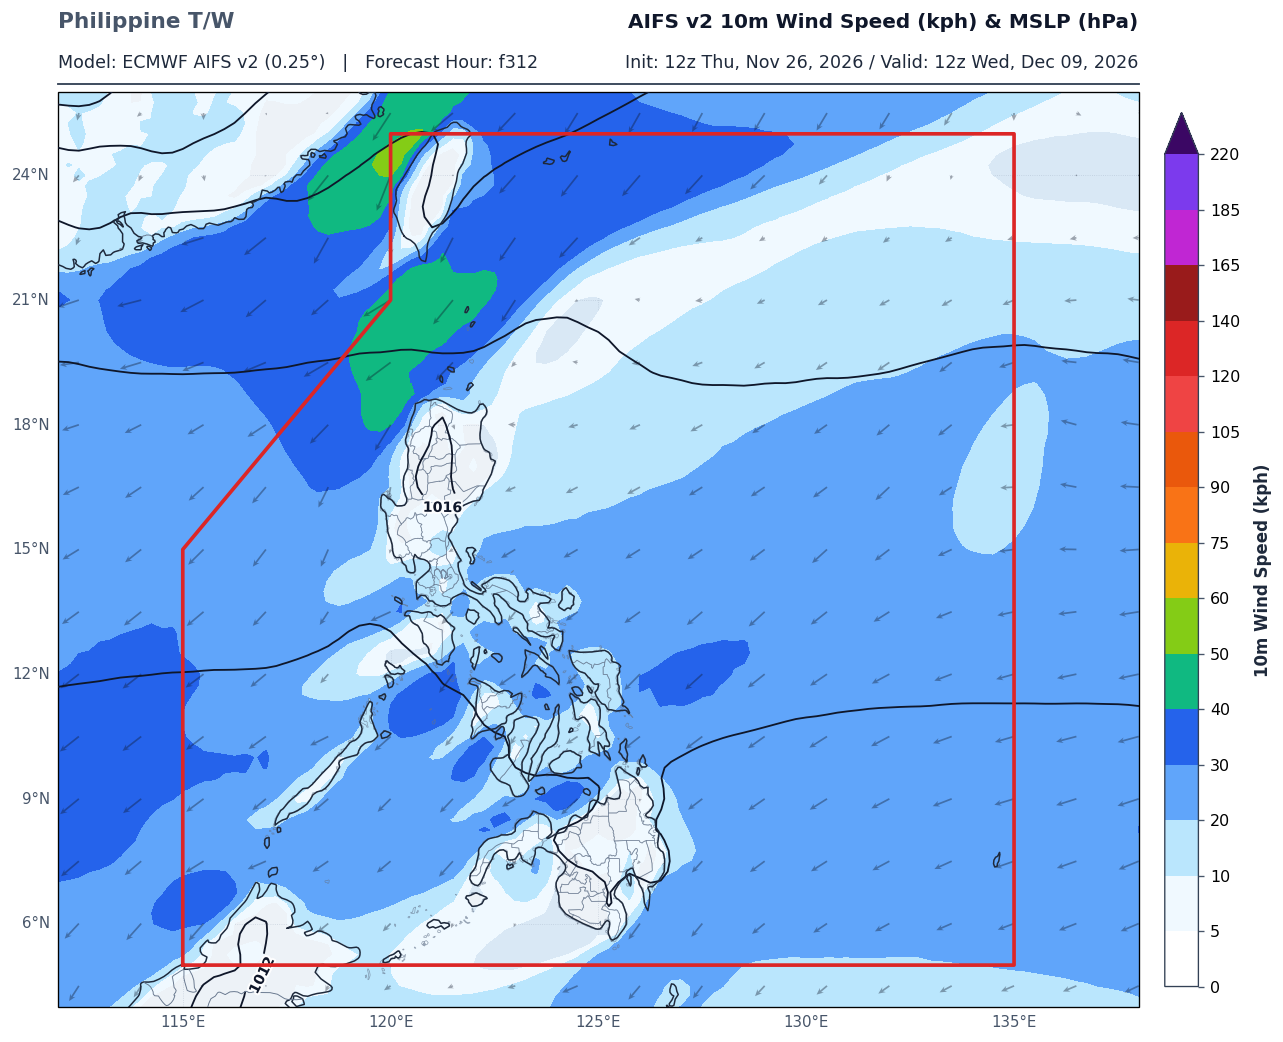 Philippine T/W
AIFS v2 10m Wind Speed (kph) & MSLP (hPa)
Model: ECMWF AIFS v2 (0.25°) | Forecast Hour: f312
Init: 12z Thu, Nov 26, 2026 / Valid: 12z Wed, Dec 09, 2026
24°N
21°N
18°N
15°N
12°N
9°N
6°N
115°E
120°E
125°E
130°E
135°E
1016
1012
220
185
165
140
120
105
90
75
60
50
40
30
20
10
5
0
10m Wind Speed (kph)